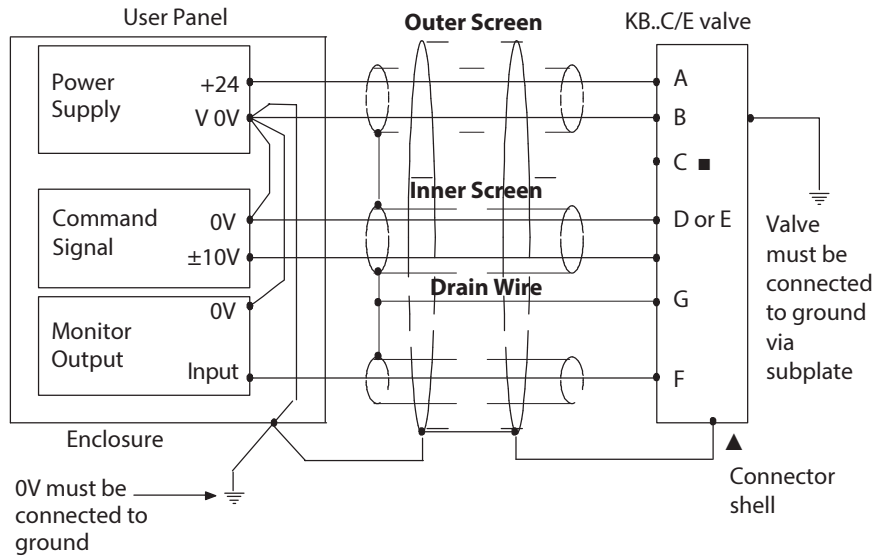 User Panel
Outer Screen
KB..C/E valve
Power
Supply
+24
V 0V
A
B
C ■
Inner Screen
Command
Signal
0V
±10V
D or E
Valve
must be
connected
to ground
via
subplate
Drain Wire
Monitor
Output
0V
Input
G
F
Enclosure
▲
Connector
shell
0V must be
connected to
ground